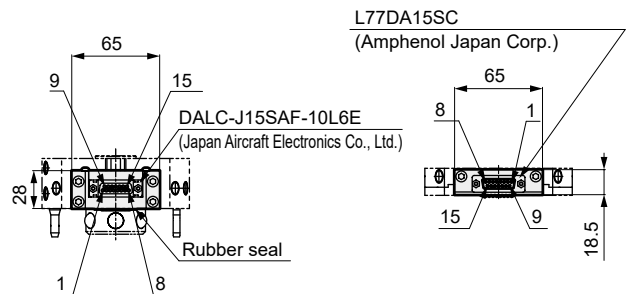 L77DA15SC
(Amphenol Japan Corp.)
65
9
15
DALC-J15SAF-10L6E
(Japan Aircraft Electronics Co., Ltd.)
28
Rubber seal
1
8
65
8
1
15
9
18.5